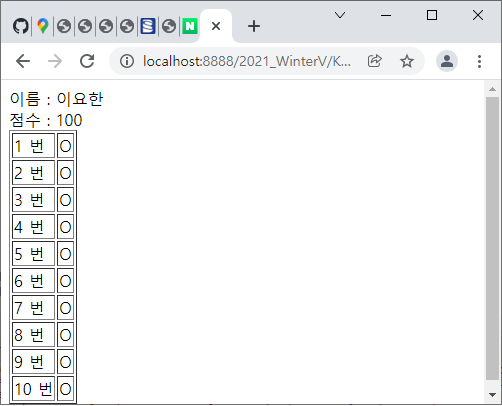 localhost:8888/2021_WinterV/K...
이름 : 이요한
점수 : 100
1 번 O
2 번 O
3 번 O
4 번 O
5 번 O
6 번 O
7 번 O
8 번 O
9 번 O
10 번 O